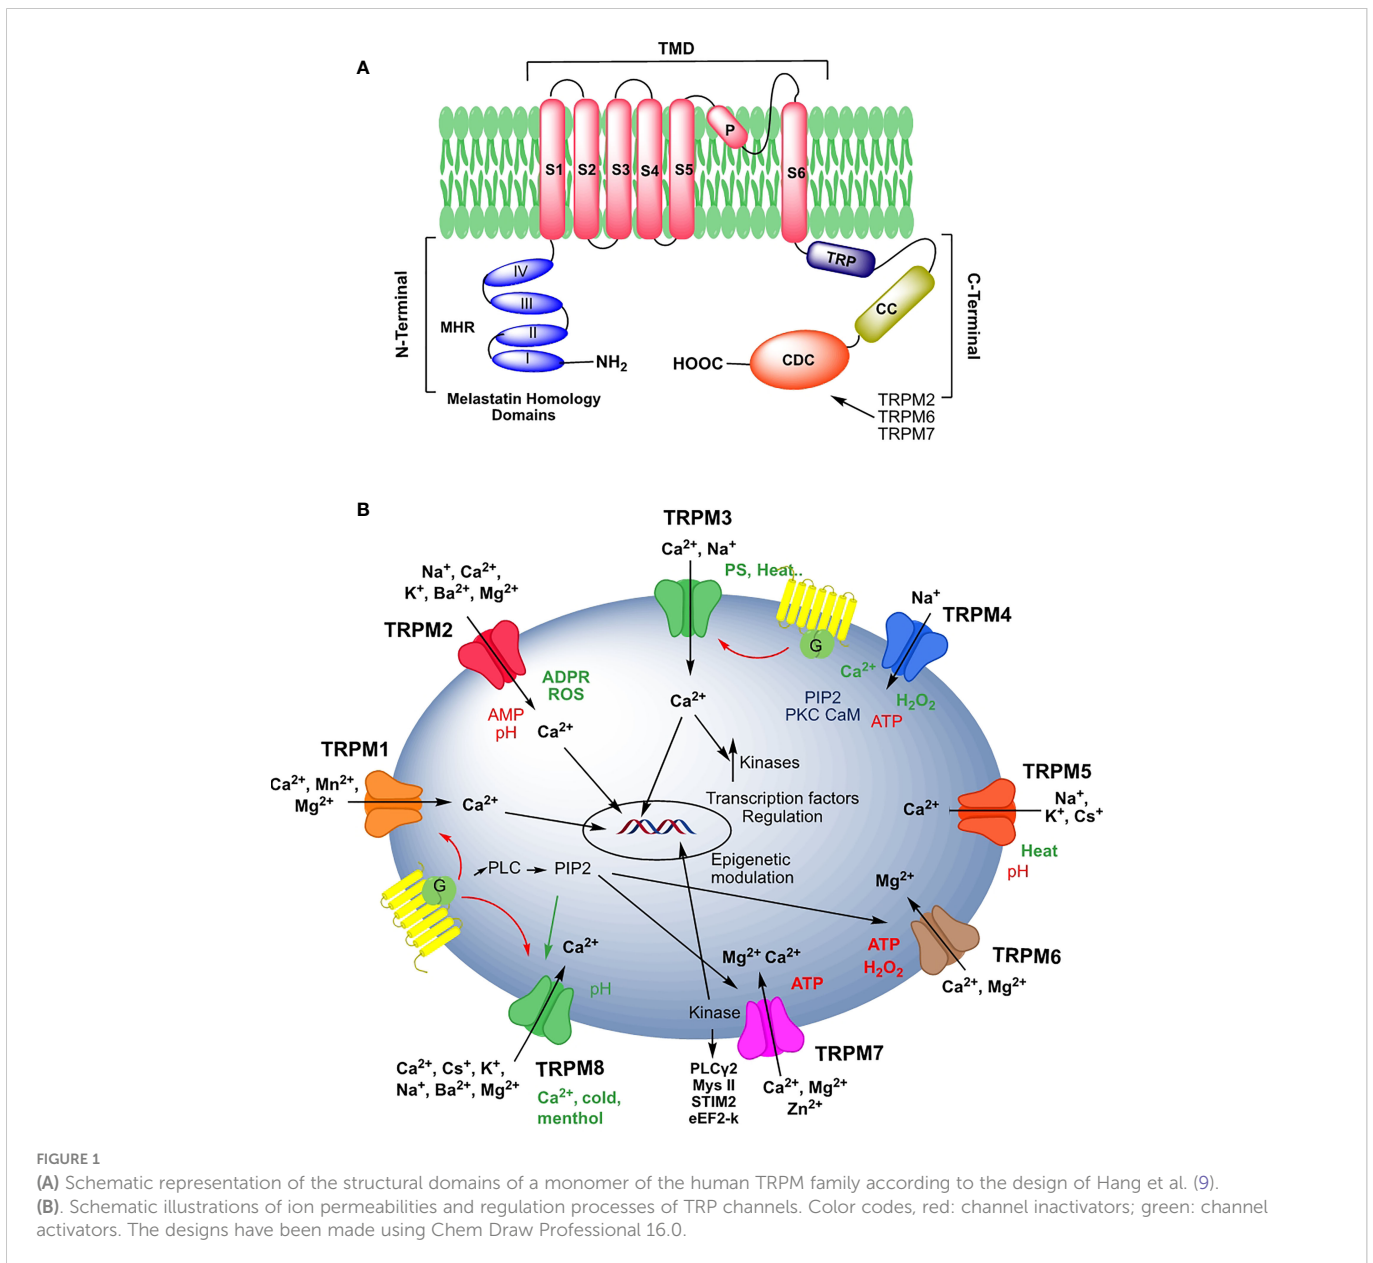 A
TMD
S1 S2 S3 S4 S5 P S6
N-Terminal
MHR
IV
III
II
I
NH2
Melastatin Homology
Domains
TRP
CC
CDC
HOOC
C-Terminal
TRPM2
TRPM6
TRPM7
B
TRPM3
Ca2+, Na+
PS, Heat..
G
Na+, Ca2+,
K+, Ba2+, Mg2+
TRPM2
ADPR
ROS
AMP
pH
Ca2+
Na+
TRPM4
Ca2+
H2O2
PIP2
PKC CaM
ATP
Ca2+
Kinases
Transcription factors
Regulation
TRPM1
Ca2+, Mn2+,
Mg2+
Ca2+
TRPM5
Ca2+
Na+,
K+, Cs+
Heat
pH
Epigenetic
modulation
G
PLC
PIP2
Mg2+
ATP
H2O2
TRPM6
Ca2+, Mg2+
Ca2+
pH
Mg2+ Ca2+
ATP
Kinase
TRPM7
Ca2+, Mg2+
Zn2+
PLCγ2
Mys II
STIM2
eEF2-k
Ca2+, Cs+, K+,
Na+, Ba2+, Mg2+
TRPM8
Ca2+, cold,
menthol
FIGURE 1
(A) Schematic representation of the structural domains of a monomer of the human TRPM family according to the design of Hang et al. (9).
(B). Schematic illustrations of ion permeabilities and regulation processes of TRP channels. Color codes, red: channel inactivators; green: channel
activators. The designs have been made using Chem Draw Professional 16.0.